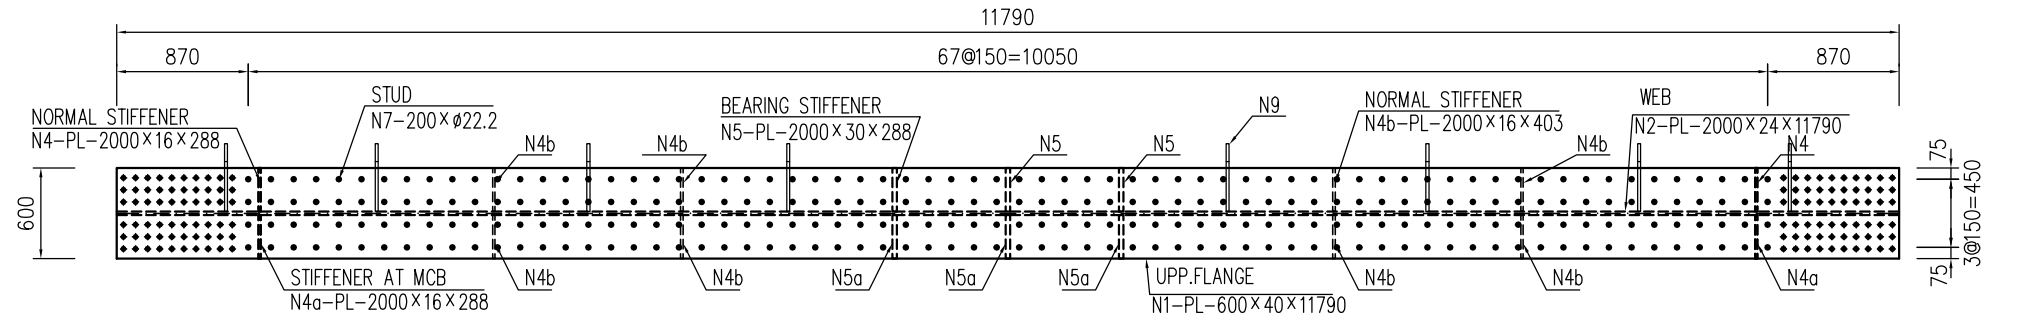 11790
870
67@150=10050
870
NORMAL STIFFENER
N4-PL-2000×16×288
STUD
N7-200×ø22.2
BEARING STIFFENER
N5-PL-2000×30×288
N9
NORMAL STIFFENER
N4b-PL-2000×16×403
WEB
N2-PL-2000×24×11790
N4b
N4b
N5
N5
N4b
N4
75
600
3@150=450
75
STIFFENER AT MCB
N4a-PL-2000×16×288
N4b
N4b
N5a
N5a
N5a
UPP.FLANGE
N1-PL-600×40×11790
N4b
N4b
N4a